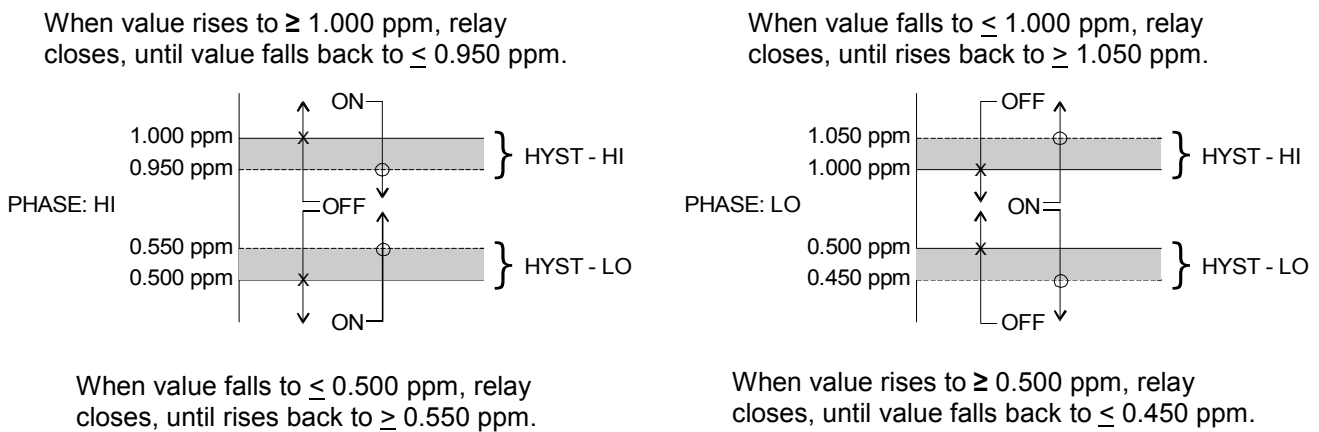 When value rises to ≥ 1.000 ppm, relay
closes, until value falls back to ≤ 0.950 ppm.
ON
1.000 ppm
0.950 ppm
HYST - HI
PHASE: HI
OFF
0.550 ppm
0.500 ppm
HYST - LO
ON
When value falls to ≤ 0.500 ppm, relay
closes, until rises back to ≥ 0.550 ppm.
When value falls to ≤ 1.000 ppm, relay
closes, until rises back to ≥ 1.050 ppm.
OFF
1.050 ppm
1.000 ppm
HYST - HI
PHASE: LO
ON
0.500 ppm
0.450 ppm
HYST - LO
OFF
When value rises to ≥ 0.500 ppm, relay
closes, until value falls back to ≤ 0.450 ppm.